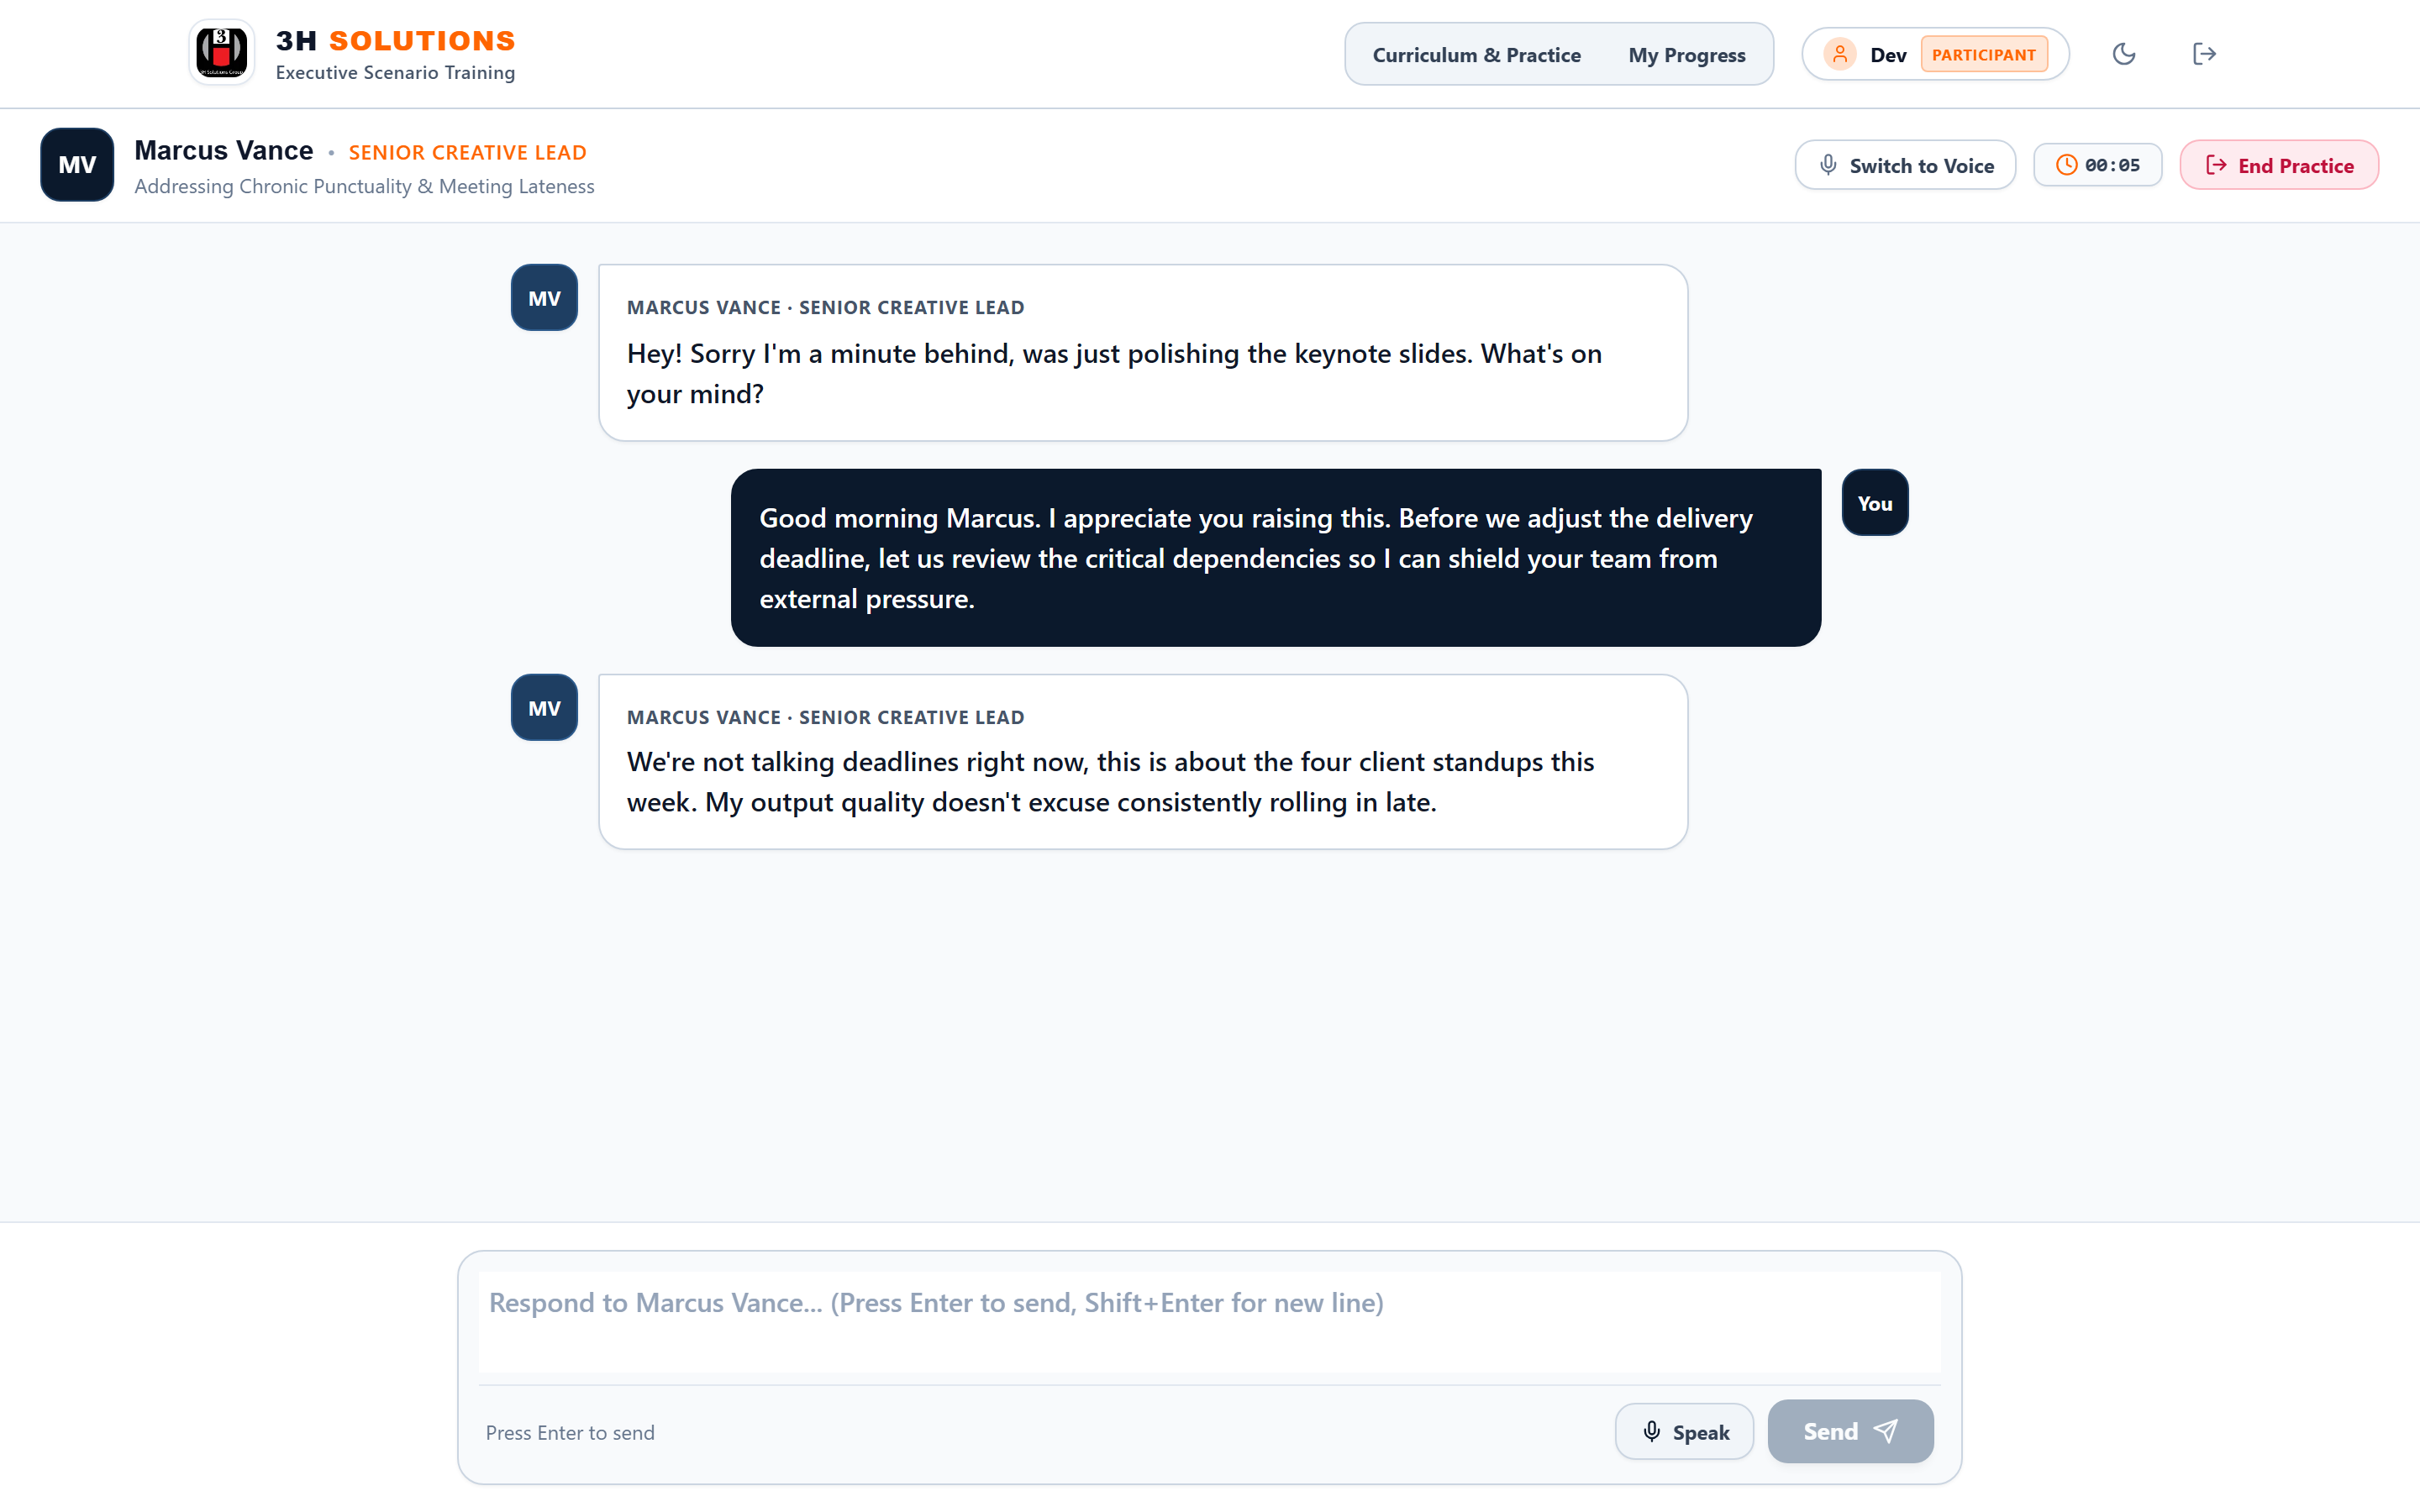 3H SOLUTIONS
Executive Scenario Training
Curriculum & Practice
My Progress
Dev
PARTICIPANT
MV
Marcus Vance • SENIOR CREATIVE LEAD
Addressing Chronic Punctuality & Meeting Lateness
Switch to Voice
00:05
End Practice
MV
MARCUS VANCE · SENIOR CREATIVE LEAD
Hey! Sorry I'm a minute behind, was just polishing the keynote slides. What's on
your mind?
Good morning Marcus. I appreciate you raising this. Before we adjust the delivery
deadline, let us review the critical dependencies so I can shield your team from
external pressure.
You
MV
MARCUS VANCE · SENIOR CREATIVE LEAD
We're not talking deadlines right now, this is about the four client standups this
week. My output quality doesn't excuse consistently rolling in late.
Respond to Marcus Vance... (Press Enter to send, Shift+Enter for new line)
Press Enter to send
Speak
Send